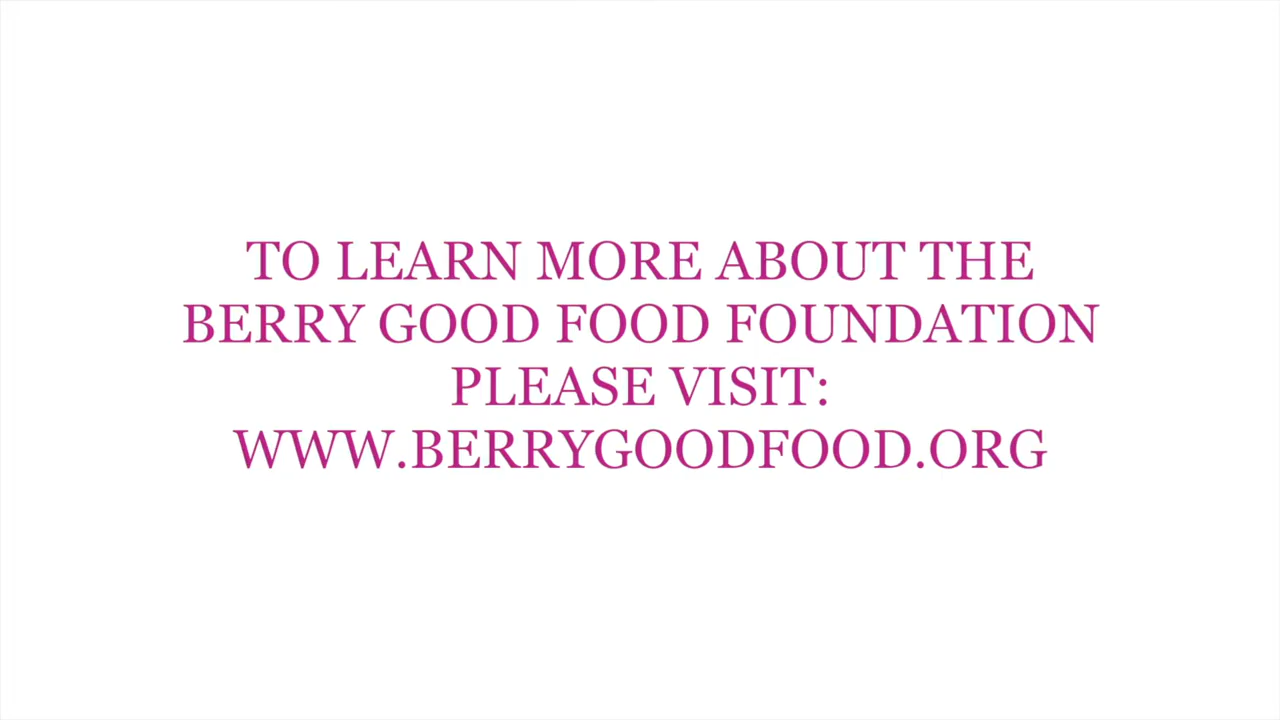 TO LEARN MORE ABOUT THE
BERRY GOOD FOOD FOUNDATION
PLEASE VISIT:
WWW.BERRYGOODFOOD.ORG